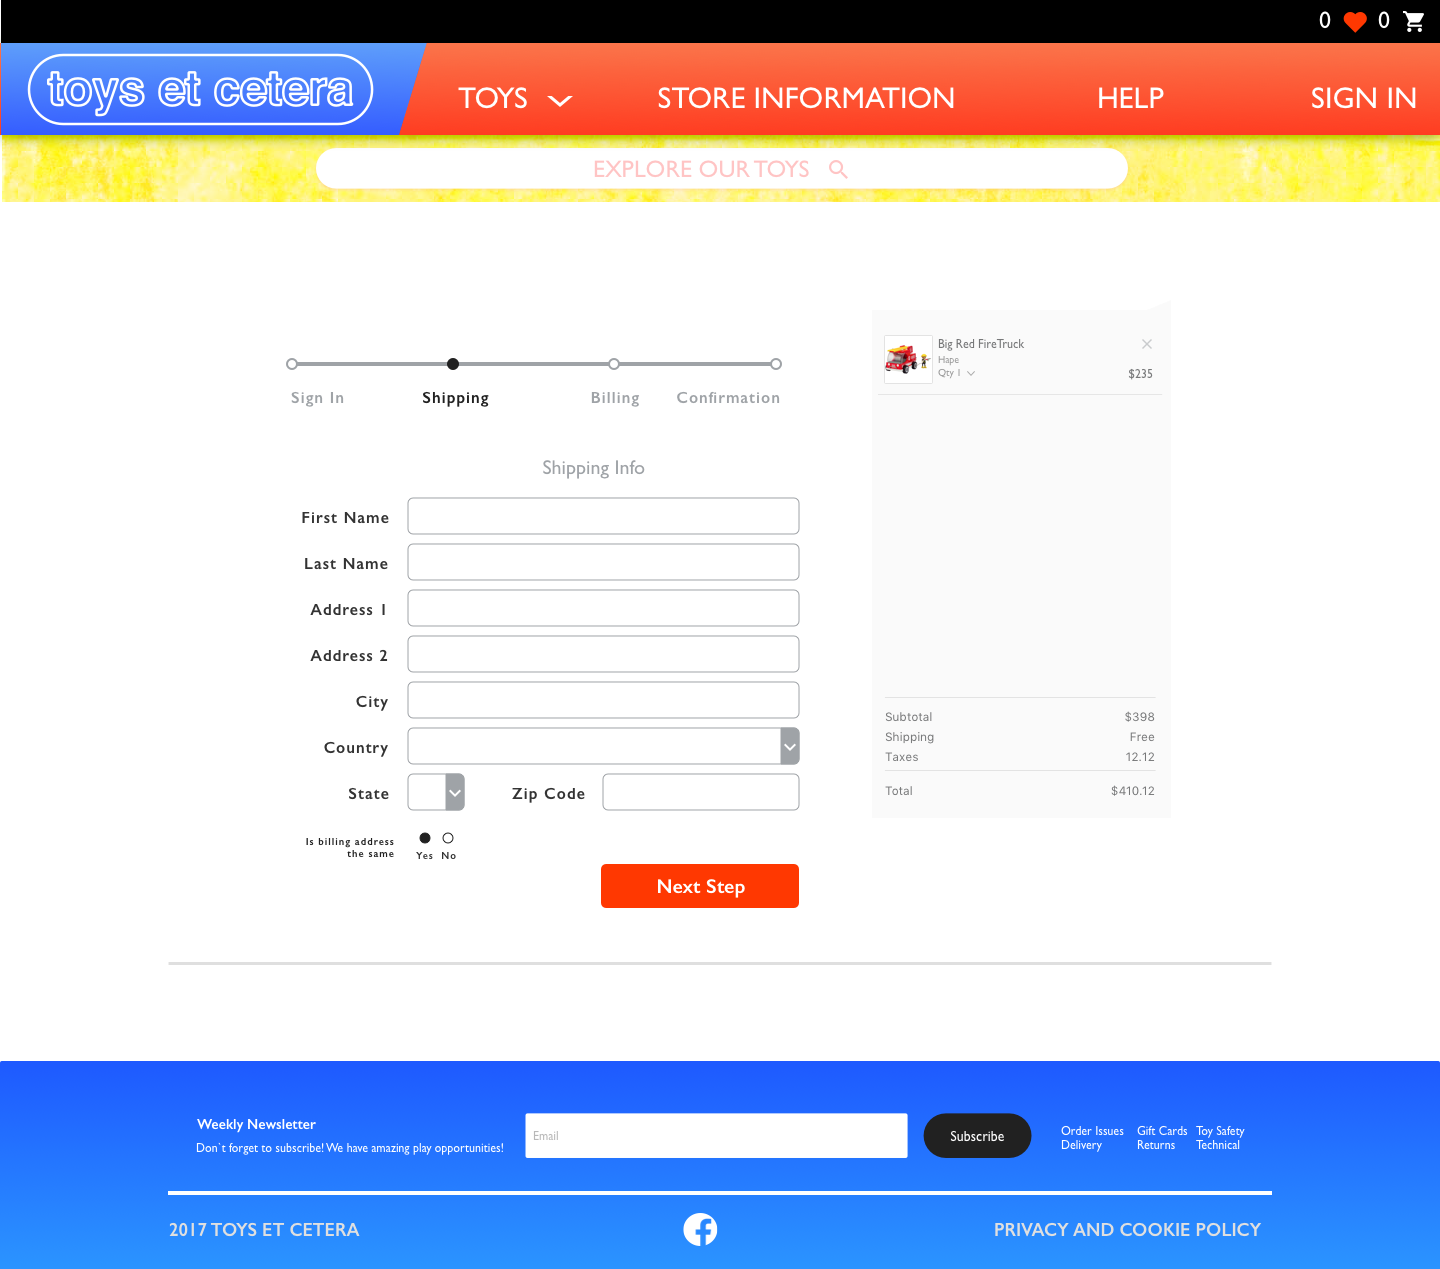 0 0
toys et cetera
TOYS STORE INFORMATION HELP SIGN IN
EXPLORE OUR TOYS
Sign In Shipping Billing Confirmation
Shipping Info
First Name
Last Name
Address 1
Address 2
City
Country
State Zip Code
Is billing address
the same
Yes No
Next Step
Big Red FireTruck
Hape
Qty 1
$235
Subtotal $398
Shipping Free
Taxes 12.12
Total $410.12
Weekly Newsletter
Don`t forget to subscribe! We have amazing play opportunities!
Email
Subscribe
Order Issues Gift Cards Toy Safety
Delivery Returns Technical
2017 TOYS ET CETERA
PRIVACY AND COOKIE POLICY